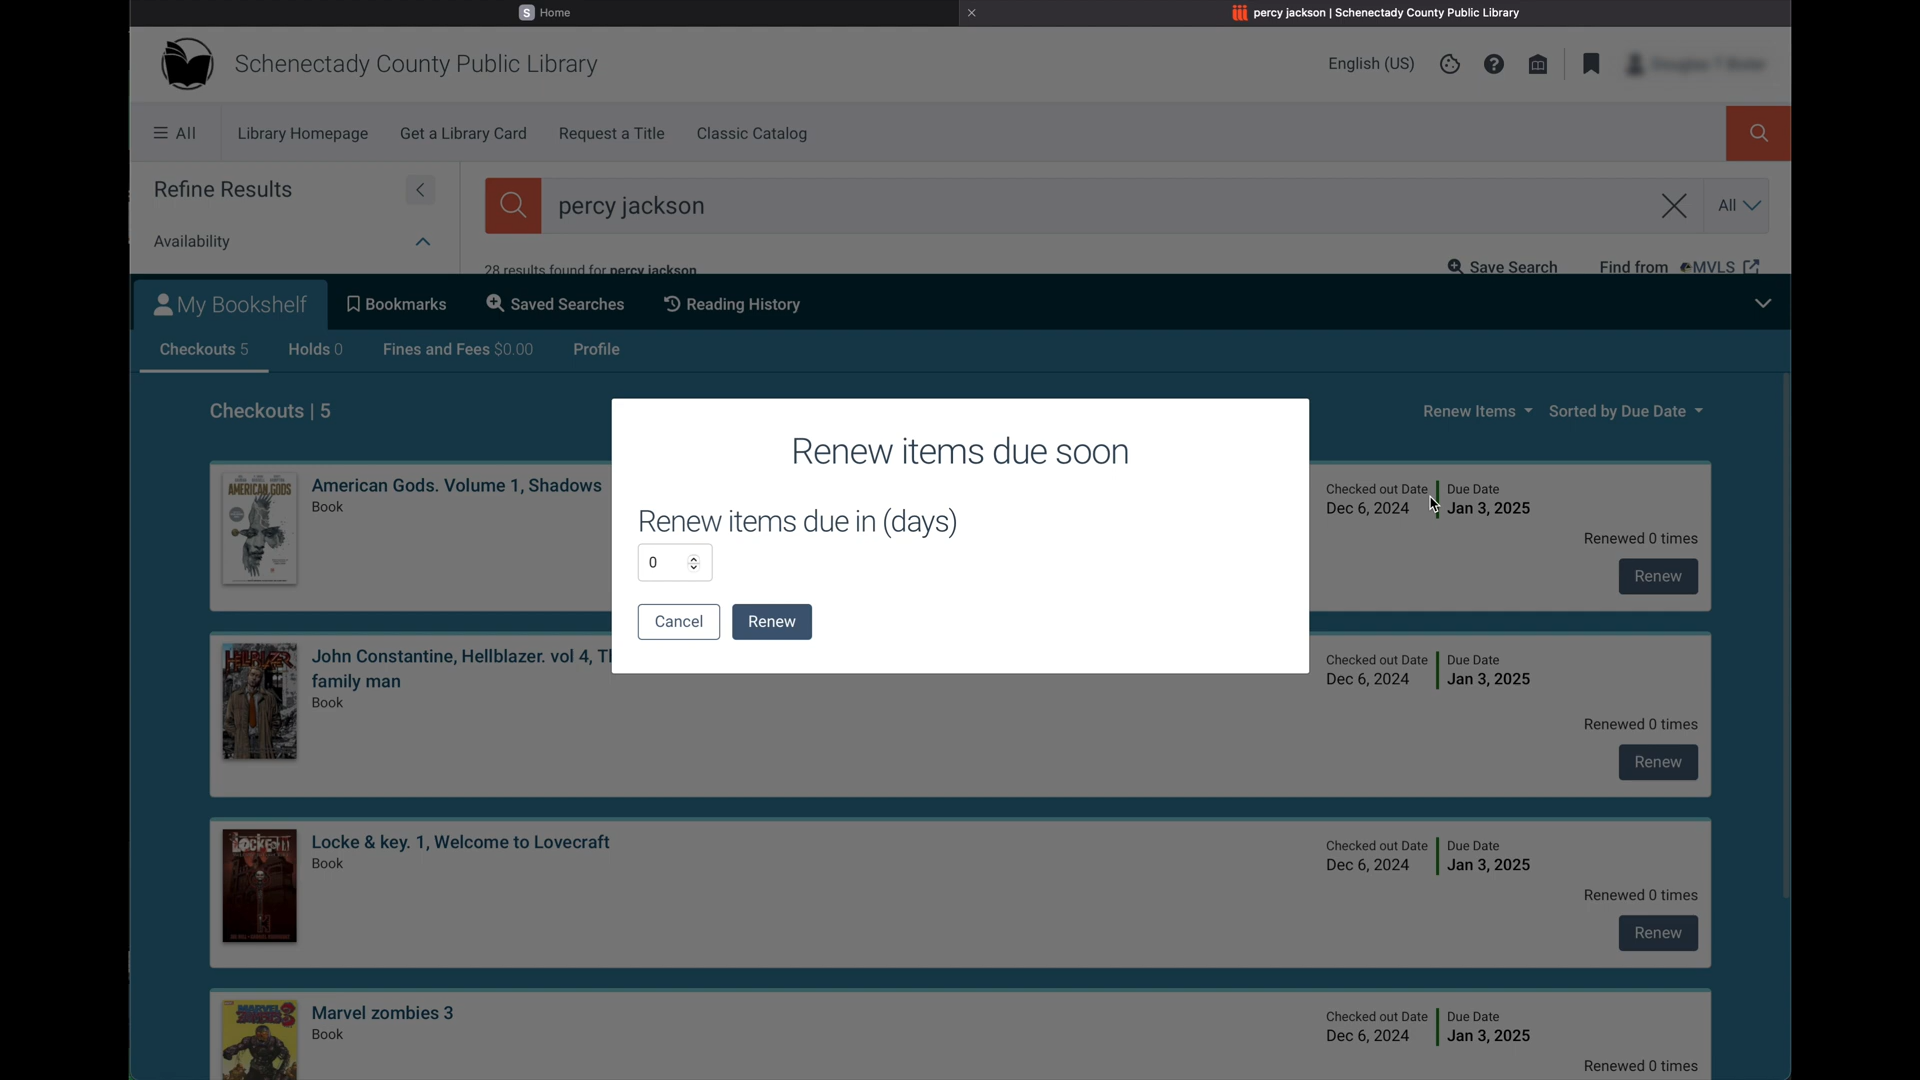 S Home
percy jackson | Schenectady County Public Library
Schenectady County Public Library
English (US)
All
Library Homepage
Get a Library Card
Request a Title
Classic Catalog
Refine Results
percy jackson
All
Availability
28 results found for percy jackson
Save Search
Find from MVLS
My Bookshelf
Bookmarks
Saved Searches
Reading History
Checkouts 5
Holds 0
Fines and Fees $0.00
Profile
Checkouts | 5
Renew Items
Sorted by Due Date
Renew items due soon
Renew items due in (days)
0
Cancel
Renew
AMERICAN GODS
American Gods. Volume 1, Shadows
Book
Checked out Date
Dec 6, 2024
Due Date
Jan 3, 2025
Renewed 0 times
Renew
HELLBLAZER
John Constantine, Hellblazer. vol 4,
family man
Book
Checked out Date
Dec 6, 2024
Due Date
Jan 3, 2025
Renewed 0 times
Renew
Locke & key. 1, Welcome to Lovecraft
Book
Checked out Date
Dec 6, 2024
Due Date
Jan 3, 2025
Renewed 0 times
Renew
MARVEL
ZOMBIES
3
Marvel zombies 3
Book
Checked out Date
Dec 6, 2024
Due Date
Jan 3, 2025
Renewed 0 times